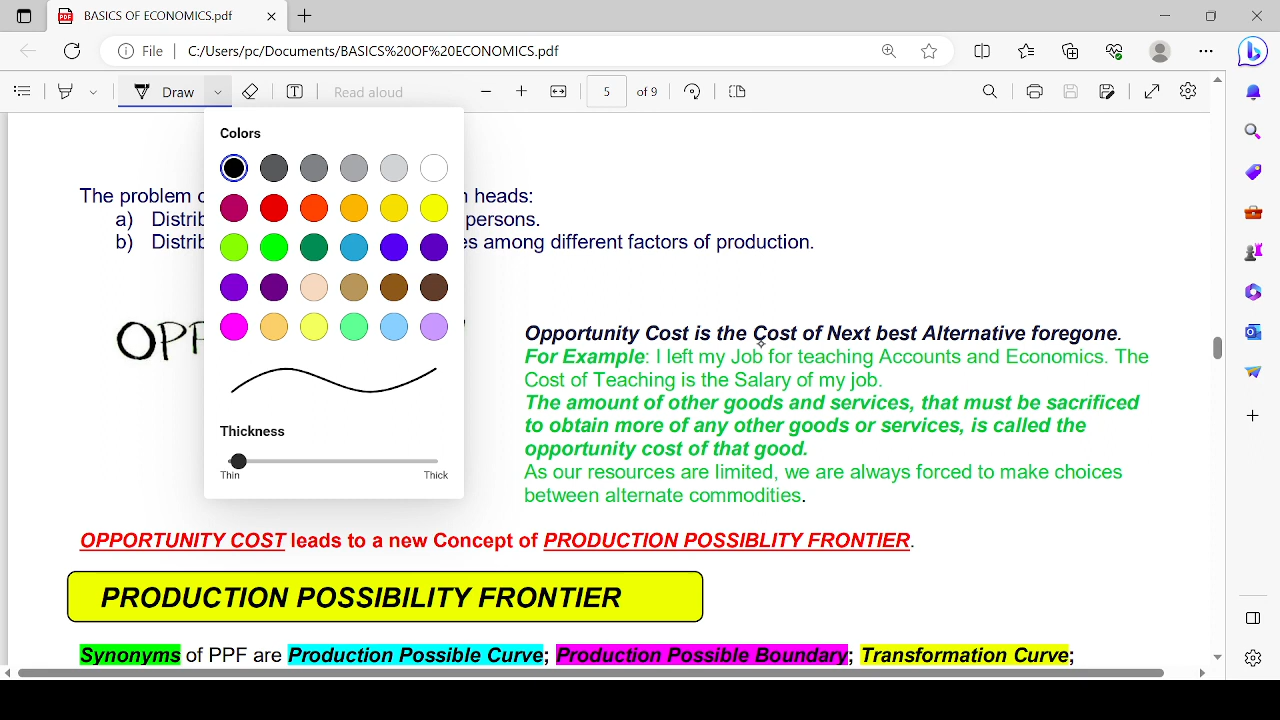 BASICS OF ECONOMICS.pdf
File
C:/Users/pc/Documents/BASICS%20OF%20ECONOMICS.pdf
Draw
Read aloud
5 of 9
Colors
Thickness
Thin Thick
The problem heads:
a) persons.
b) among different factors of production.
OPP
Opportunity Cost is the Cost of Next best Alternative foregone.
For Example: I left my Job for teaching Accounts and Economics. The
Cost of Teaching is the Salary of my job.
The amount of other goods and services, that must be sacrificed
to obtain more of any other goods or services, is called the
opportunity cost of that good.
As our resources are limited, we are always forced to make choices
between alternate commodities.
OPPORTUNITY COST leads to a new Concept of PRODUCTION POSSIBLITY FRONTIER.
PRODUCTION POSSIBILITY FRONTIER
Synonyms of PPF are Production Possible Curve; Production Possible Boundary; Transformation Curve;